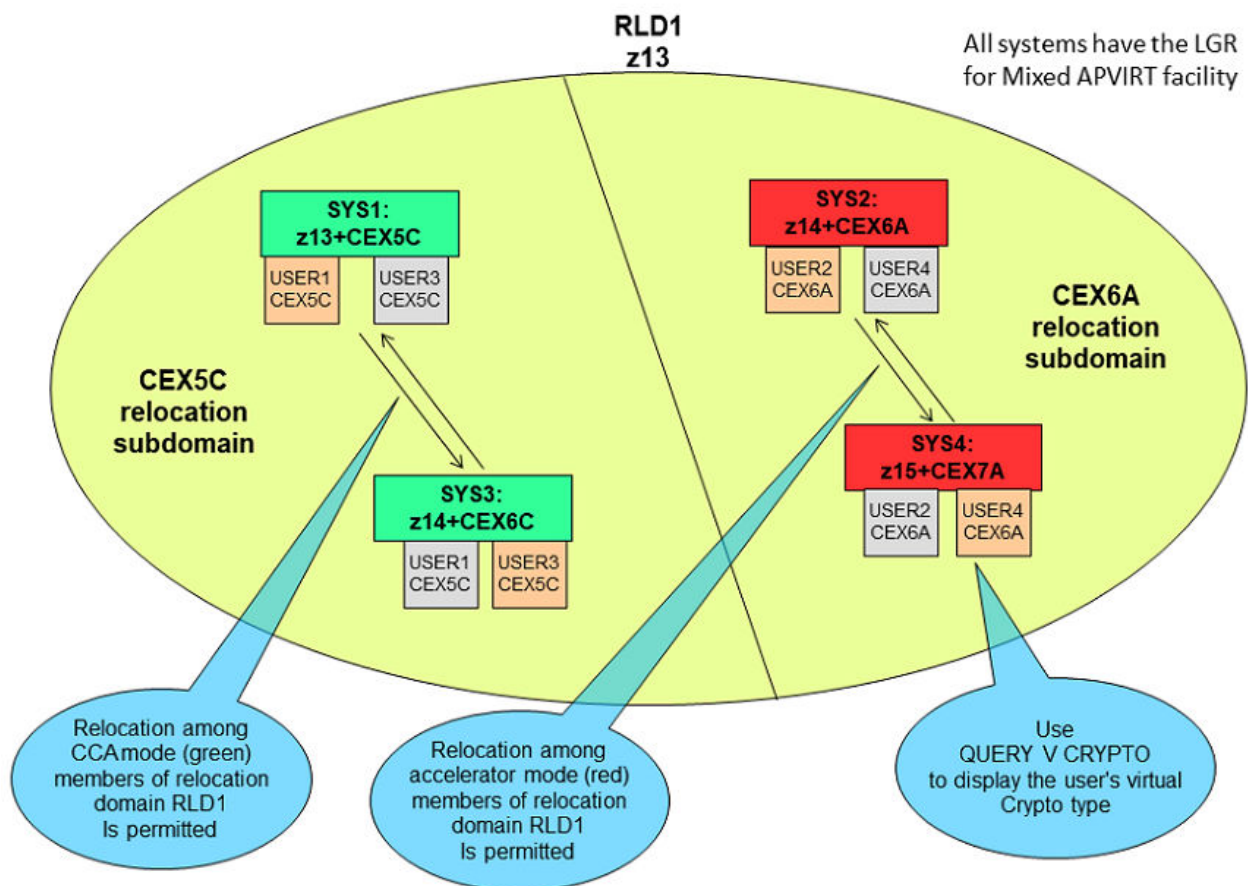 RLD1
z13
All systems have the LGR
for Mixed APVIRT facility
SYS1:
z13+CEX5C
USER1
CEX5C
USER3
CEX5C
SYS2:
z14+CEX6A
USER2
CEX6A
USER4
CEX6A
CEX5C
relocation
subdomain
CEX6A
relocation
subdomain
SYS3:
z14+CEX6C
USER1
CEX5C
USER3
CEX5C
SYS4:
z15+CEX7A
USER2
CEX6A
USER4
CEX6A
Relocation among
CCA mode (green)
members of relocation
domain RLD1
Is permitted
Relocation among
accelerator mode (red)
members of relocation
domain RLD1
Is permitted
Use
QUERY V CRYPTO
to display the user's virtual
Crypto type